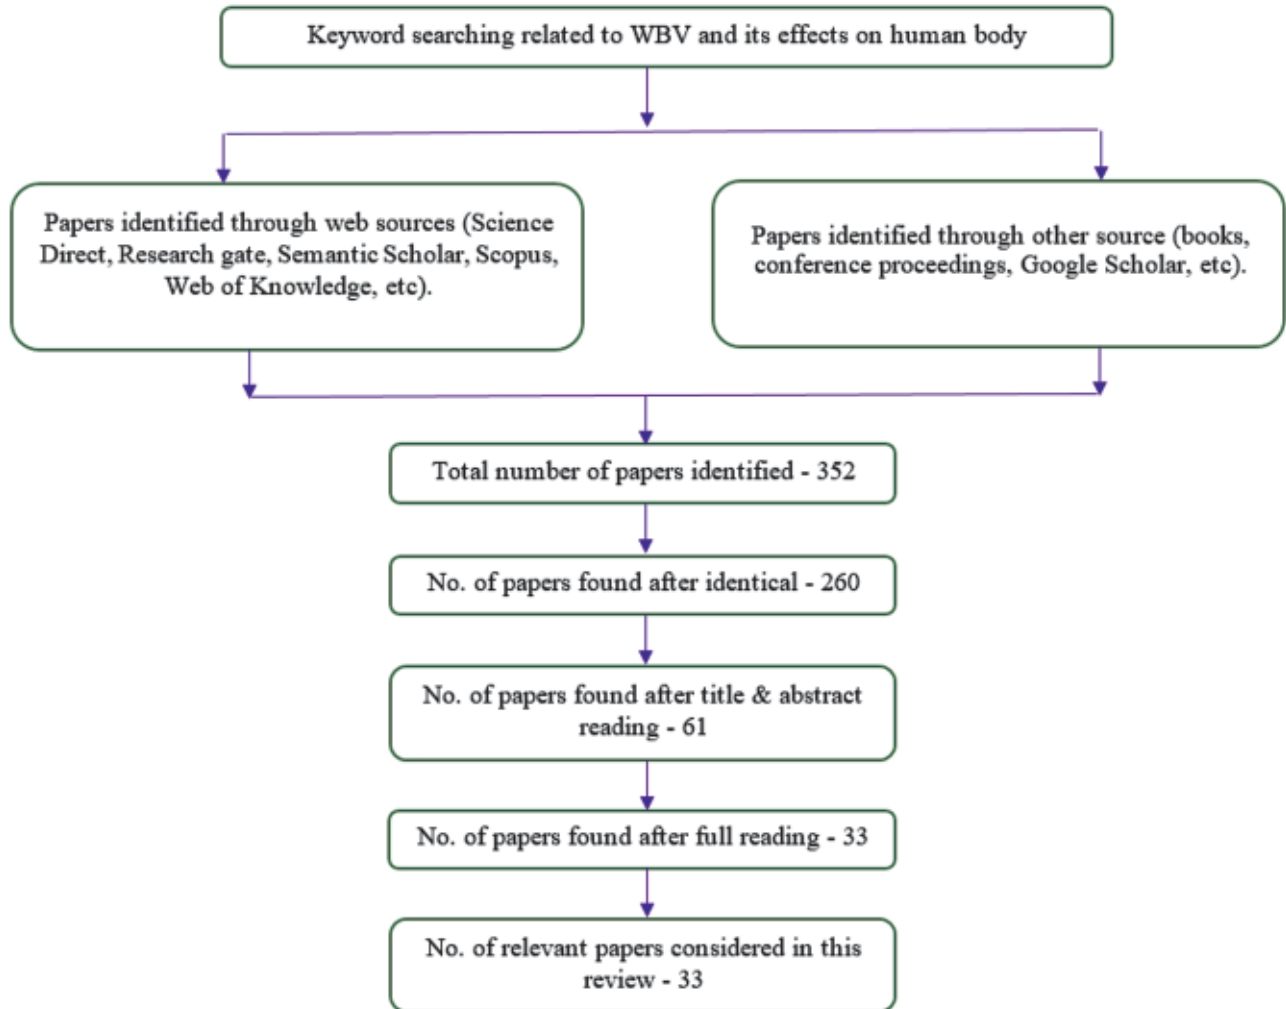 Keyword searching related to WBV and its effects on human body
Papers identified through web sources (Science
Direct, Research gate, Semantic Scholar, Scopus,
Web of Knowledge, etc).
Papers identified through other source (books,
conference proceedings, Google Scholar, etc).
Total number of papers identified - 352
No. of papers found after identical - 260
No. of papers found after title & abstract
reading - 61
No. of papers found after full reading - 33
No. of relevant papers considered in this
review - 33